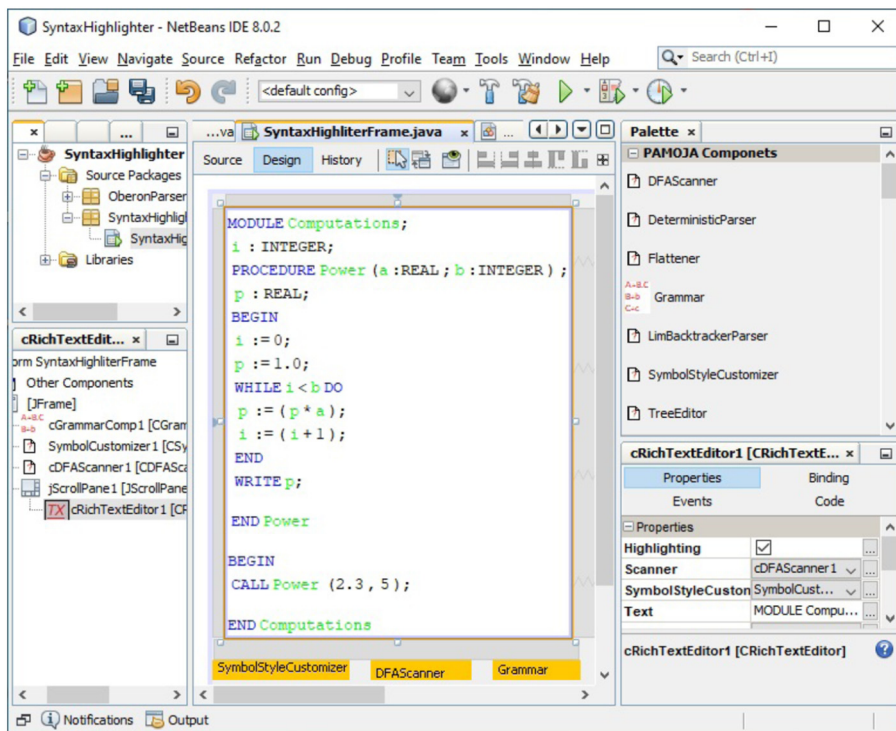 SyntaxHighlighter - NetBeans IDE 8.0.2
File Edit View Navigate Source Refactor Run Debug Profile Team Tools Window Help
Search (Ctrl+I)
<default config>
...
SyntaxHighlighter
Source Packages
OberonParser
SyntaxHighlig
SyntaxHig
Libraries
cRichTextEdit...
orm SyntaxHighliterFrame
Other Components
[JFrame]
A=B.C
B=b
cGrammarComp1 [CGram
SymbolCustomizer1 [CSy
cDFAScanner1 [CDFASca
jScrollPane1 [JScrollPane
TX cRichTextEditor1 [CR
...va SyntaxHighliterFrame.java ...
Source Design History
MODULE Computations;
i : INTEGER;
PROCEDURE Power (a :REAL ; b :INTEGER ) ;
p : REAL;
BEGIN
i :=0;
p :=1.0;
WHILE i < b DO
p := (p * a);
i := (i+1);
END
WRITE p;
END Power
BEGIN
CALL Power (2.3 , 5);
END Computations
SymbolStyleCustomizer
DFAScanner
Grammar
Palette
PAMOJA Componets
DFAScanner
DeterministicParser
Flattener
A=B.C
B=b
C=c
Grammar
LimBacktrackerParser
SymbolStyleCustomizer
TreeEditor
cRichTextEditor1 [CRichTextE...
Properties Binding
Events Code
Properties
Highlighting ...
Scanner cDFAScanner1 ...
SymbolStyleCuston SymbolCust... ...
Text MODULE Compu... ...
cRichTextEditor1 [CRichTextEditor]
Notifications Output